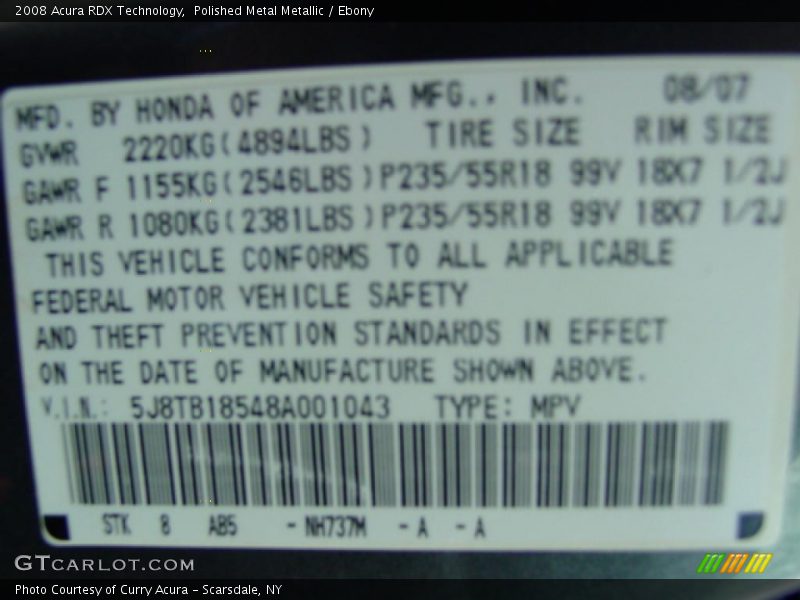 2008 Acura RDX Technology,  Polished Metal Metallic / Ebony
MFD. BY HONDA OF AMERICA MFG., INC. 08/07
GVWR 2220KG(4894LBS) TIRE SIZE RIM SIZE
GAWR F 1155KG(2546LBS)P235/55R18 99V 18X7 1/2J
GAWR R 1080KG(2381LBS)P235/55R18 99V 18X7 1/2J
THIS VEHICLE CONFORMS TO ALL APPLICABLE
FEDERAL MOTOR VEHICLE SAFETY
AND THEFT PREVENTION STANDARDS IN EFFECT
ON THE DATE OF MANUFACTURE SHOWN ABOVE.
V.I.N.: 5J8TB18548A001043 TYPE: MPV
STK 8 AB5 -NH737M -A -A
GTCARLOT.COM
Photo Courtesy of Curry Acura - Scarsdale, NY